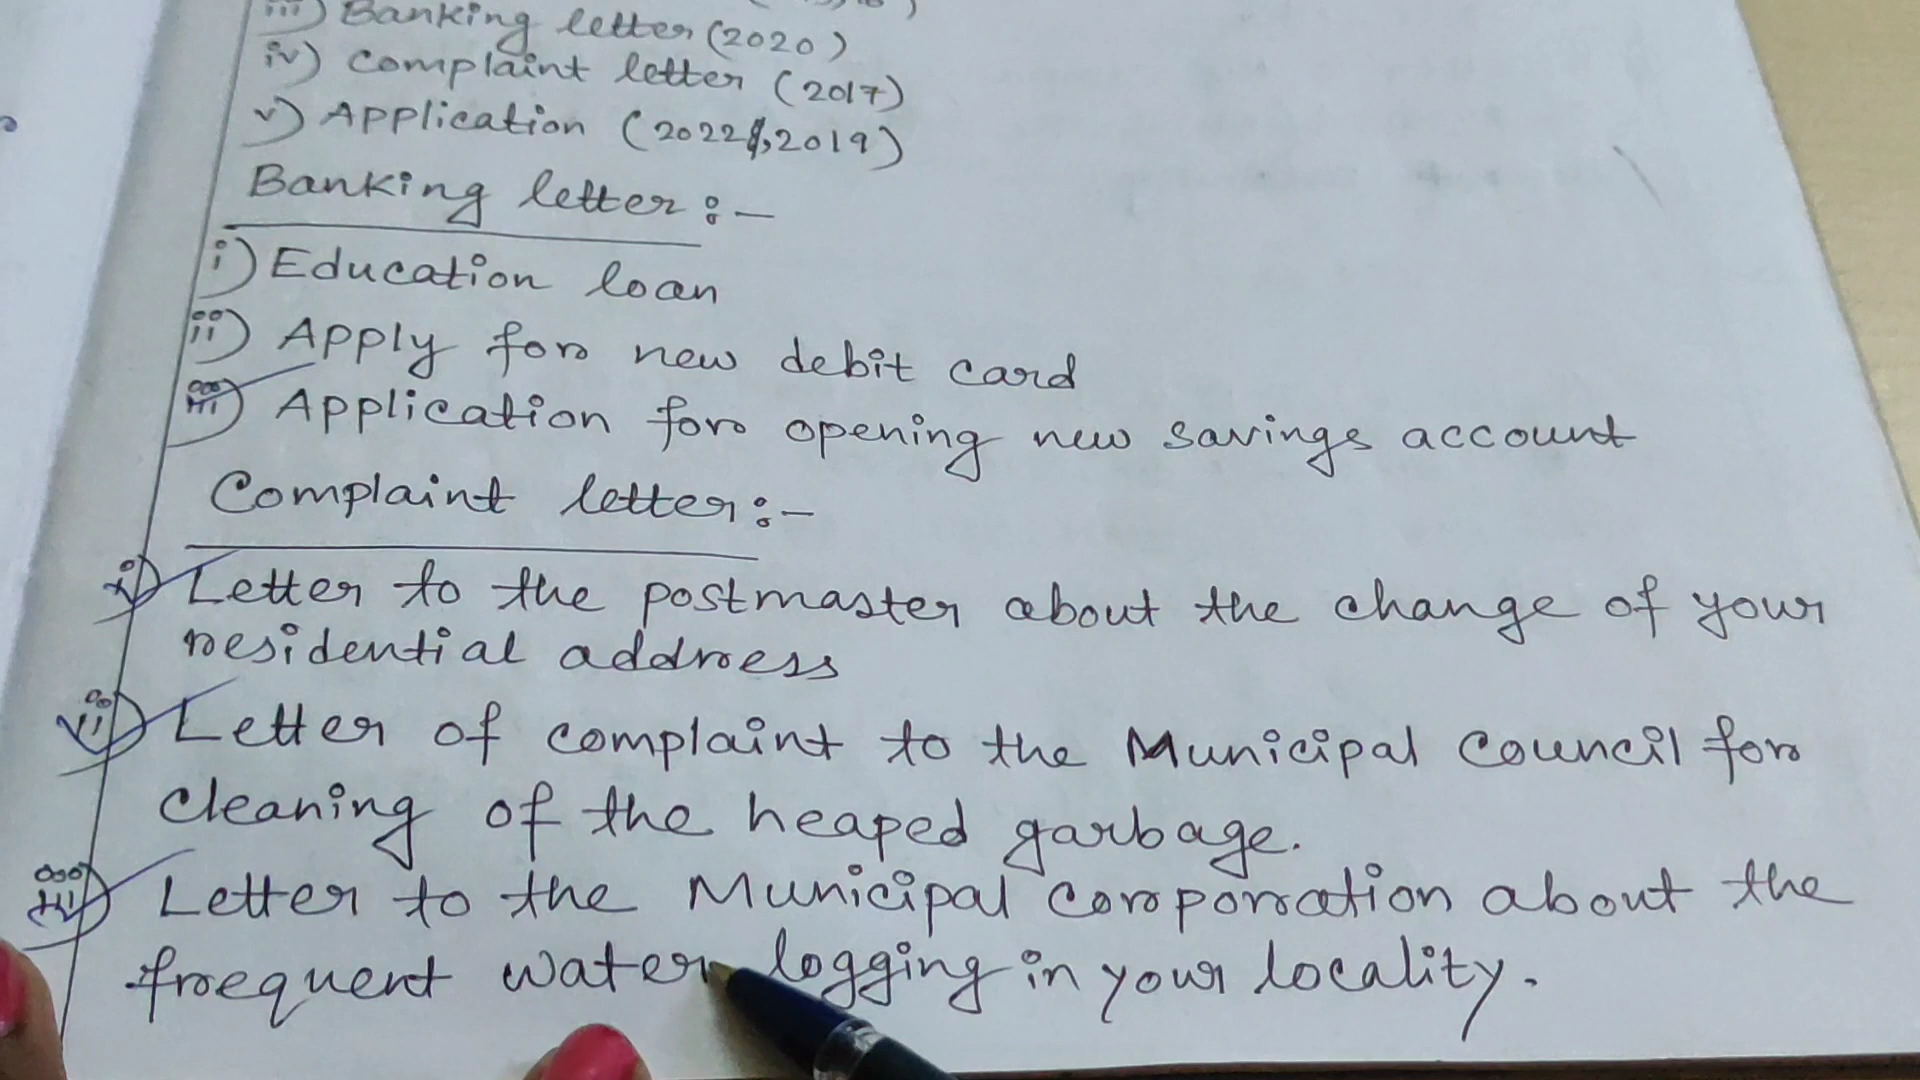 iii) Banking letter (2020)
iv) Complaint letter (2017)
v) Application (2022, 2019)
Banking letter :-
i) Education loan
ii) Apply for new debit card
iii) Application for opening new savings account
Complaint letter :-
i) Letter to the postmaster about the change of your
residential address
ii) Letter of complaint to the Municipal Council for
cleaning of the heaped garbage.
iii) Letter to the Municipal Corporation about the
frequent water logging in your locality.